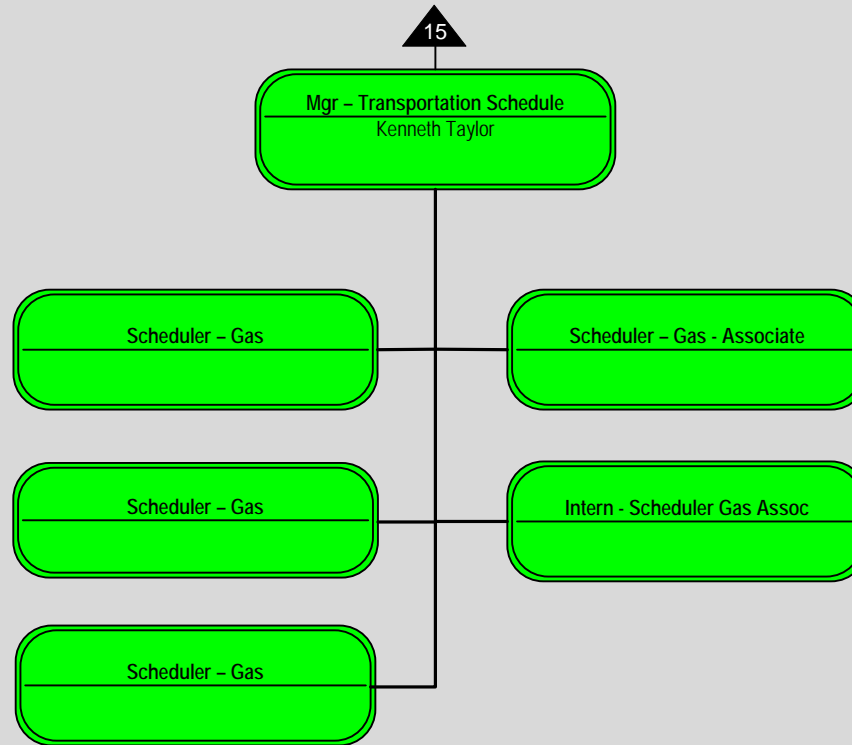 15
Mgr – Transportation Schedule
Kenneth Taylor
Scheduler – Gas
Scheduler – Gas - Associate
Scheduler – Gas
Intern - Scheduler Gas Assoc
Scheduler – Gas